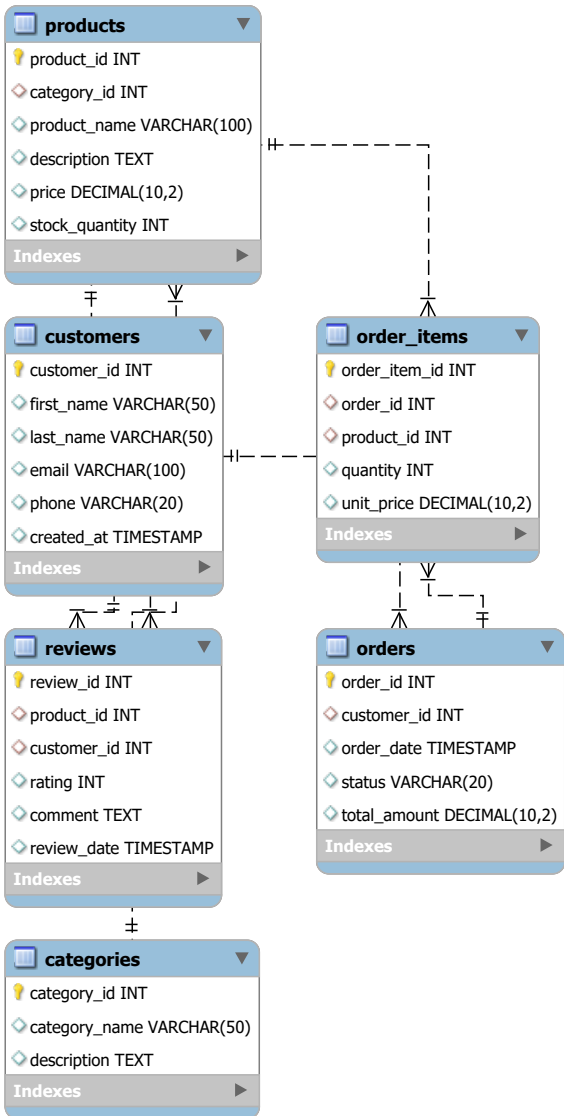 products
product_id INT
category_id INT
product_name VARCHAR(100)
description TEXT
price DECIMAL(10,2)
stock_quantity INT
Indexes
customers
customer_id INT
first_name VARCHAR(50)
last_name VARCHAR(50)
email VARCHAR(100)
phone VARCHAR(20)
created_at TIMESTAMP
Indexes
order_items
order_item_id INT
order_id INT
product_id INT
quantity INT
unit_price DECIMAL(10,2)
Indexes
reviews
review_id INT
product_id INT
customer_id INT
rating INT
comment TEXT
review_date TIMESTAMP
Indexes
orders
order_id INT
customer_id INT
order_date TIMESTAMP
status VARCHAR(20)
total_amount DECIMAL(10,2)
Indexes
categories
category_id INT
category_name VARCHAR(50)
description TEXT
Indexes